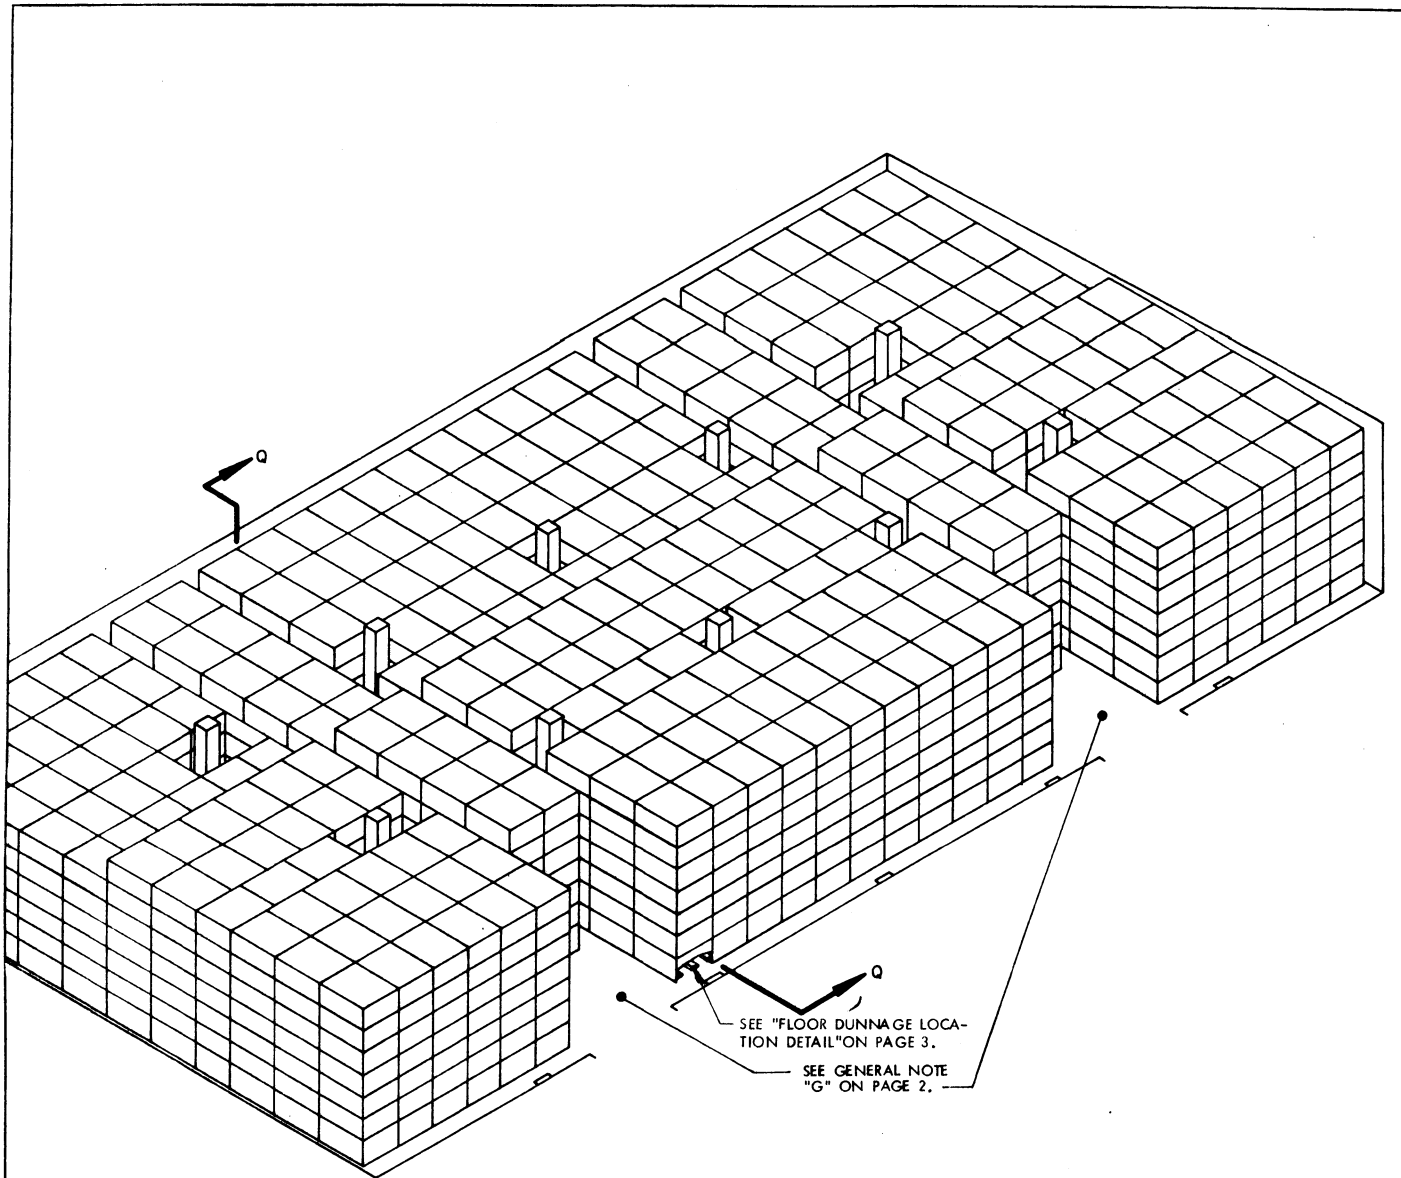 Q
Q
SEE "FLOOR DUNNAGE LOCA-
TION DETAIL" ON PAGE 3.
SEE GENERAL NOTE
"G" ON PAGE 2.